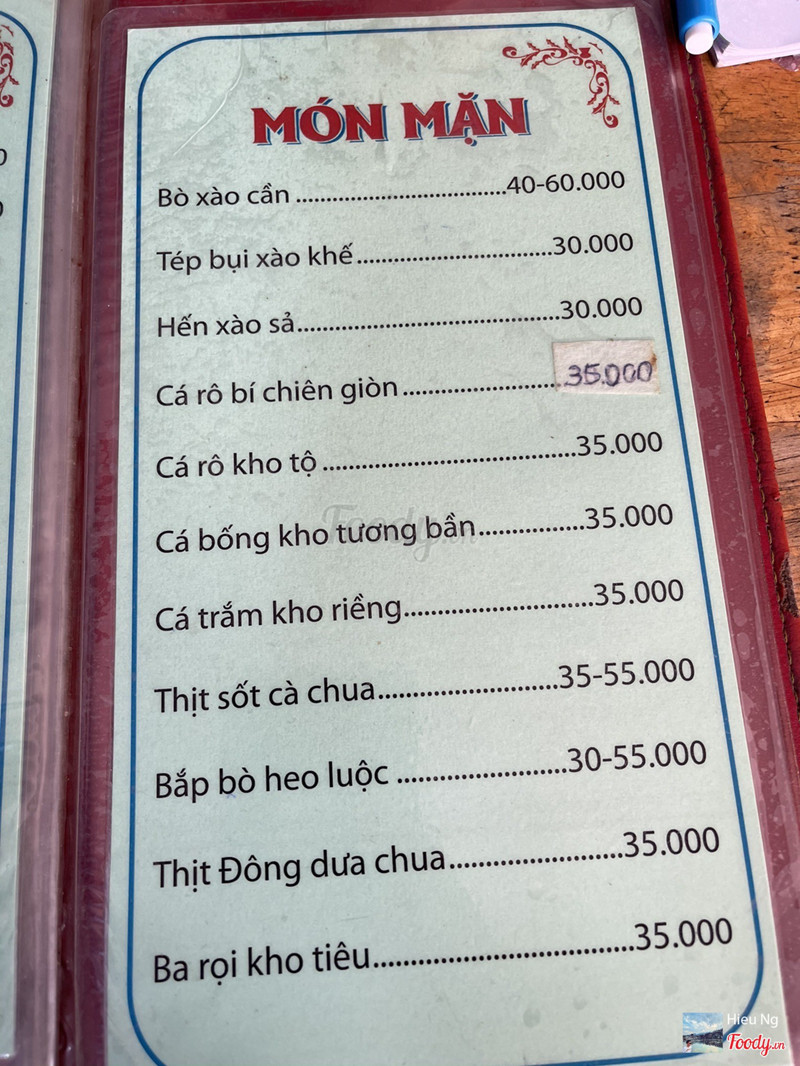 MÓN MẶN
Bò xào cần ...............................40-60.000
Tép bụi xào khế.............................30.000
Hến xào sả.......................................30.000
Cá rô bí chiên giòn .......................35.000
Cá rô kho tộ ....................................35.000
Cá bống kho tương bần................35.000
Cá trắm kho riềng............................35.000
Thịt sốt cà chua..........................35-55.000
Bắp bò heo luộc ........................30-55.000
Thịt Đông dưa chua........................35.000
Ba rọi kho tiêu....................................35.000
Foody.vn
Hieu Ng
Foody.vn